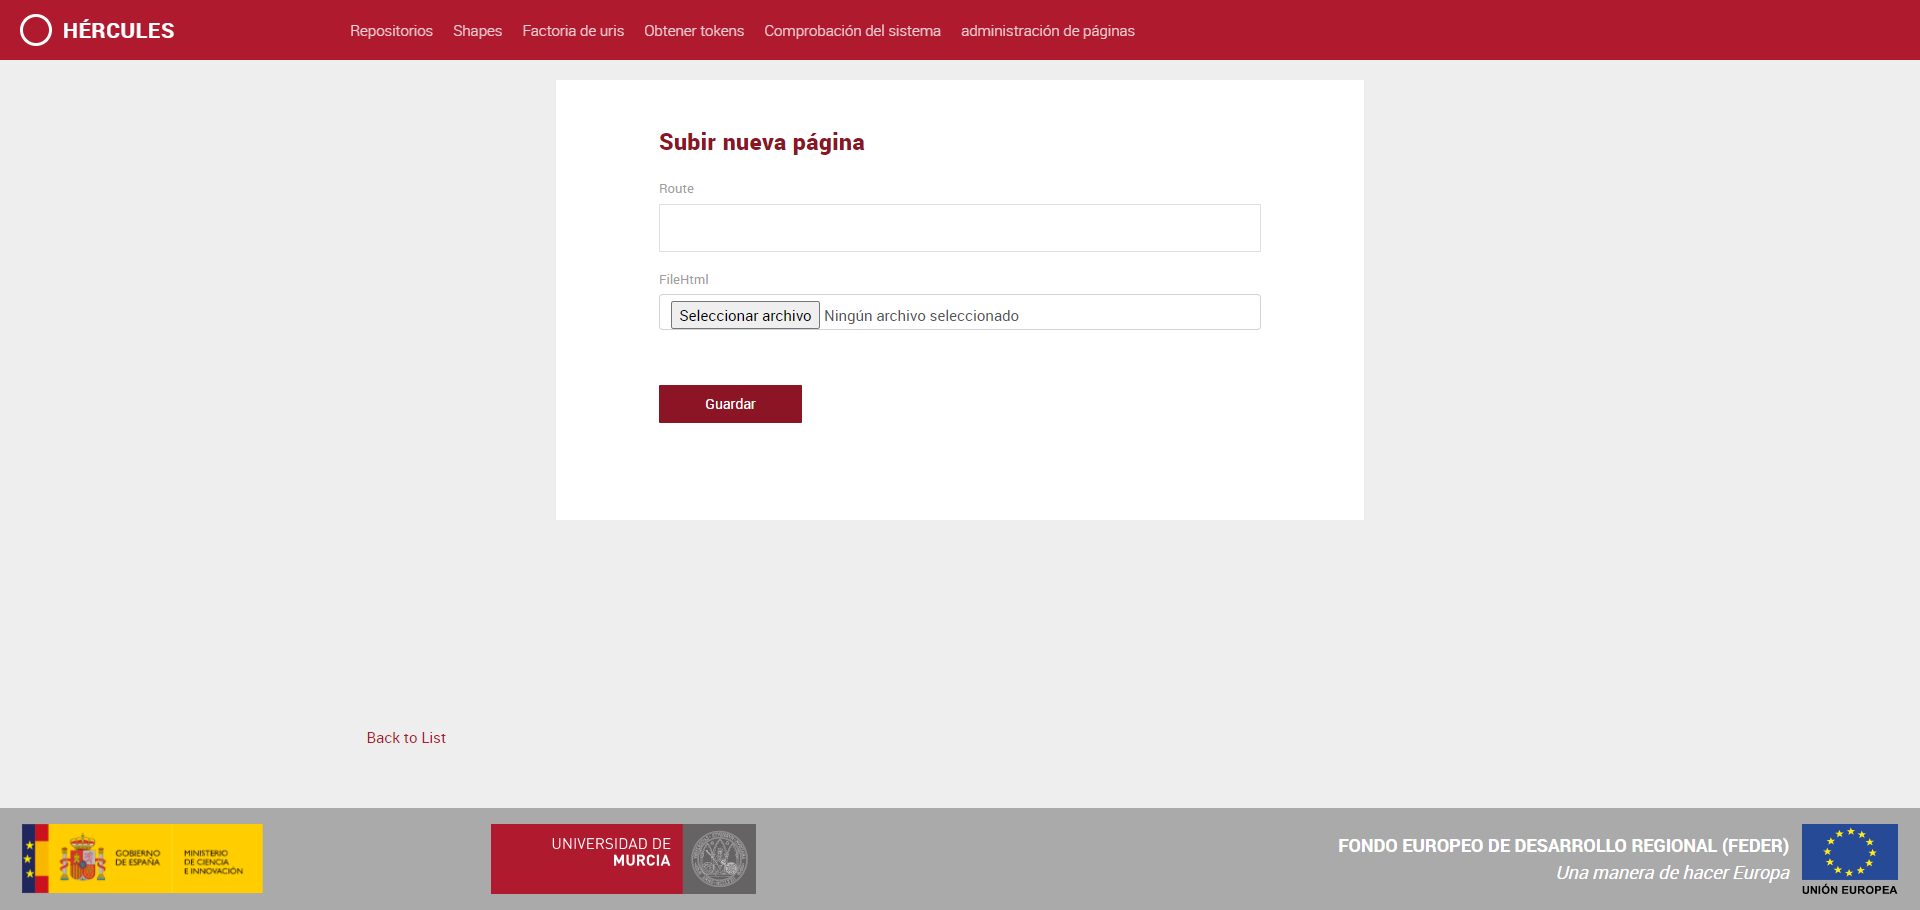 HÉRCULES
Repositorios Shapes Factoria de uris Obtener tokens Comprobación del sistema administración de páginas
Subir nueva página
Route
FileHtml
Seleccionar archivo Ningún archivo seleccionado
Guardar
Back to List
GOBIERNO
DE ESPAÑA
MINISTERIO
DE CIENCIA
E INNOVACIÓN
UNIVERSIDAD DE
MURCIA
FONDO EUROPEO DE DESARROLLO REGIONAL (FEDER)
Una manera de hacer Europa
UNIÓN EUROPEA